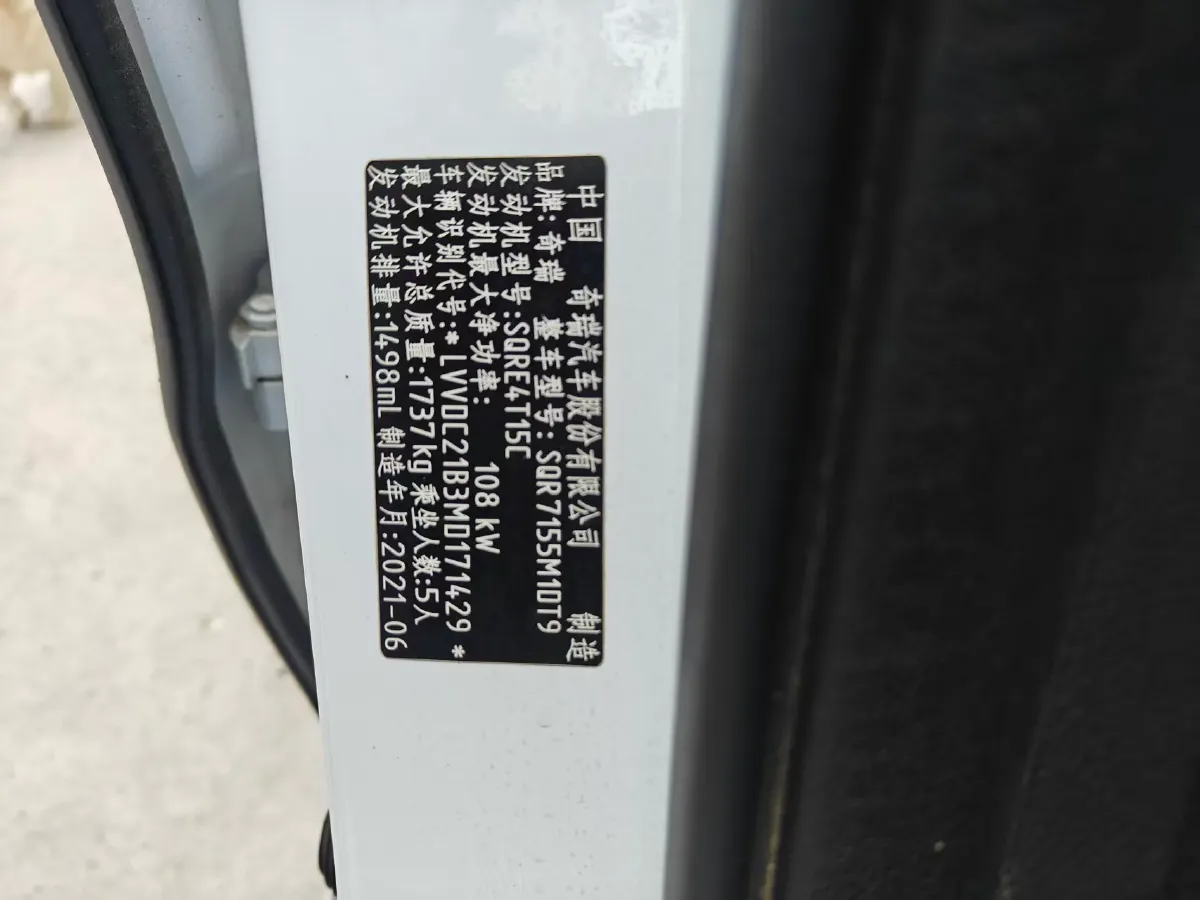 中国 奇瑞汽车股份有限公司 制造
品牌:奇瑞 整车型号:SQR7155M1DT9
发动机型号:SQRE4T15C
发动机最大净功率: 108 kW
车辆识别代号:*LVVDC21B3MD171429*
最大允许总质量:1737kg 乘坐人数:5人
发动机排量:1498mL 制造年月:2021-06